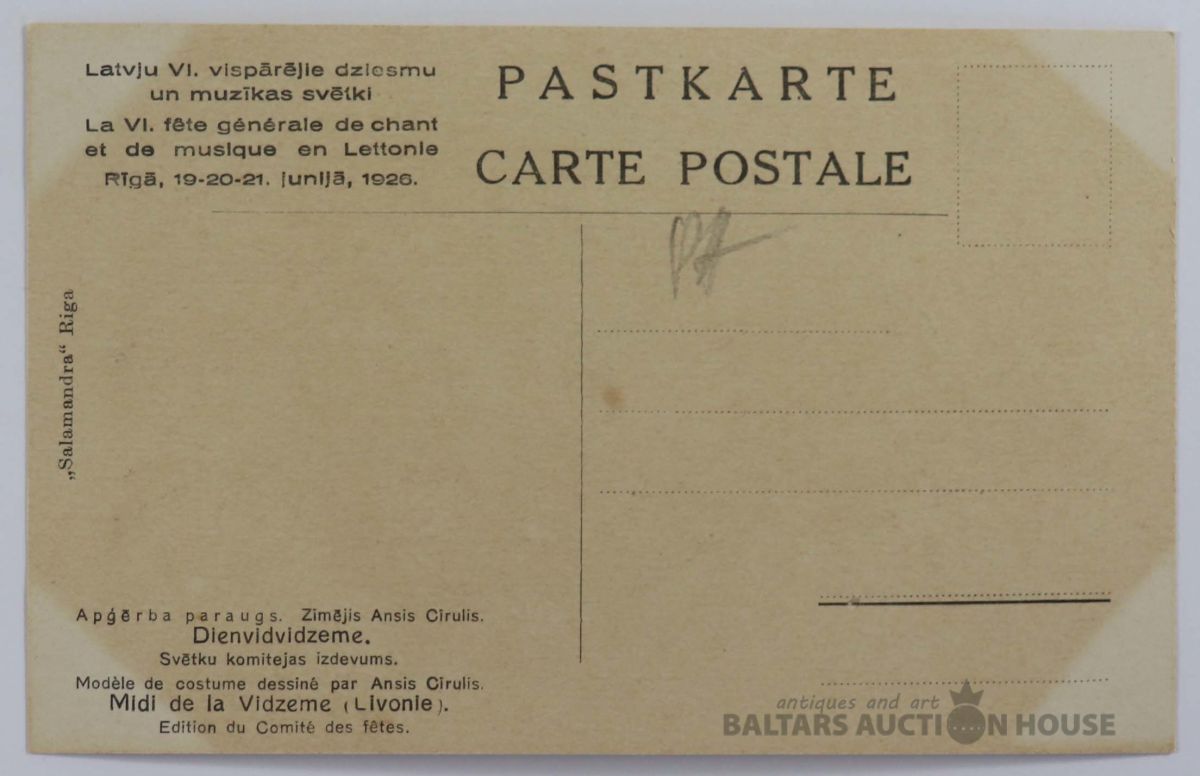 Latvju VI. vispārējie dziesmu
un muzīkas svētki
La VI. fête générale de chant
et de musique en Lettonie
Rīgā, 19-20-21. junijā, 1926.
PASTKARTE
CARTE POSTALE
„Salamandra“ Riga
Apģērba paraugs. Zīmējis Ansis Cīrulis.
Dienvidvidzeme.
Svētku komitejas izdevums.
Modèle de costume dessiné par Ansis Cīrulis.
Midi de la Vidzeme (Livonie).
Edition du Comité des fêtes.
antiques and art
BALTARS AUCTION HOUSE